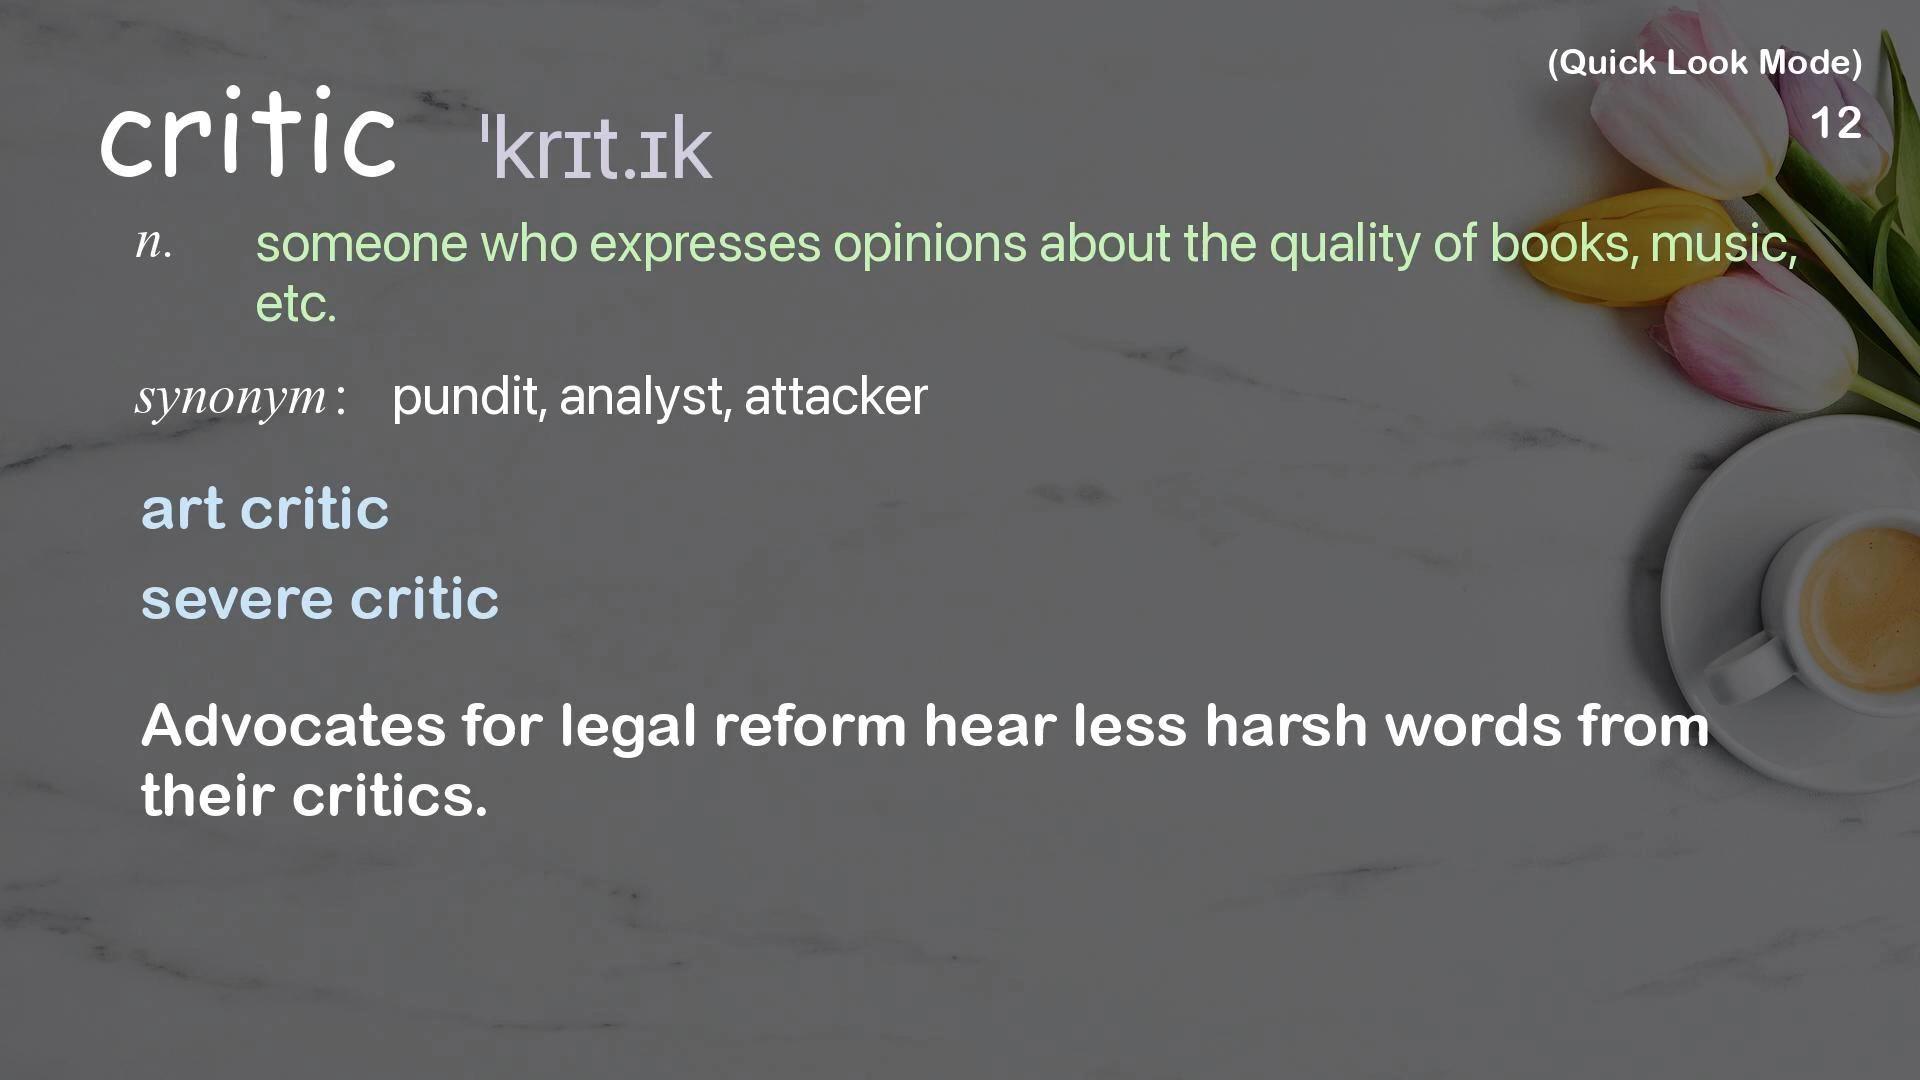 (Quick Look Mode)
12
critic ˈkrɪt.ɪk
n. someone who expresses opinions about the quality of books, music,
etc.
synonym: pundit, analyst, attacker
art critic
severe critic
Advocates for legal reform hear less harsh words from
their critics.